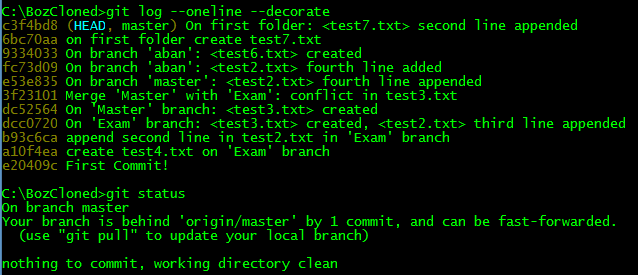 C:\BozCloned>git log --oneline --decorate
c3f4bd8 (HEAD, master) On first folder: <test7.txt> second line appended
6bc70aa on first folder create test7.txt
9334033 On branch 'aban': <test6.txt> created
fc73d09 On branch 'aban': <test2.txt> fourth line added
e53e835 On branch 'master': <test2.txt> fourth line appended
3f23101 Merge 'Master' with 'Exam': conflict in test3.txt
dc52564 On 'Master' branch: <test3.txt> created
dcc0720 On 'Exam' branch: <test3.txt> created, <test2.txt> third line appended
b93c6ca append second line in test2.txt in 'Exam' branch
a10f4ea create test4.txt on 'Exam' branch
e20409c First Commit!
C:\BozCloned>git status
On branch master
Your branch is behind 'origin/master' by 1 commit, and can be fast-forwarded.
(use "git pull" to update your local branch)
nothing to commit, working directory clean